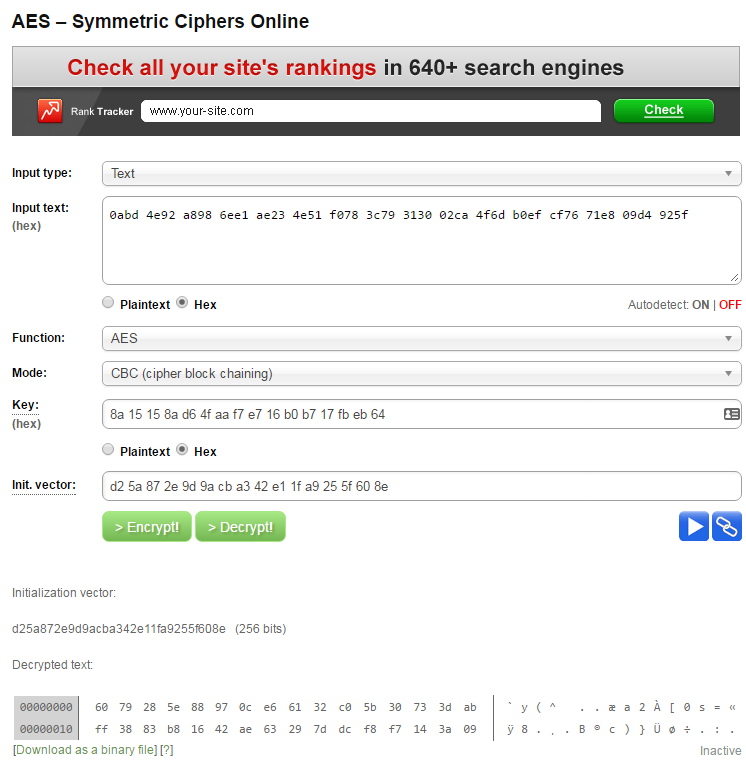 AES – Symmetric Ciphers Online
Check all your site's rankings in 640+ search engines
Rank Tracker www.your-site.com Check
Input type: Text
Input text: 0abd 4e92 a898 6ee1 ae23 4e51 f078 3c79 3130 02ca 4f6d b0ef cf76 71e8 09d4 925f
(hex)
Plaintext Hex Autodetect: ON | OFF
Function: AES
Mode: CBC (cipher block chaining)
Key: 8a 15 15 8a d6 4f aa f7 e7 16 b0 b7 17 fb eb 64
(hex)
Plaintext Hex
Init. vector: d2 5a 87 2e 9d 9a cb a3 42 e1 1f a9 25 5f 60 8e
> Encrypt! > Decrypt!
Initialization vector:
d25a872e9d9acba342e11fa9255f608e (256 bits)
Decrypted text:
00000000 60 79 28 5e 88 97 0c e6 61 32 c0 5b 30 73 3d ab ` y ( ^ . . æ a 2 À [ 0 s = «
00000010 ff 38 83 b8 16 42 ae 63 29 7d dc f8 f7 14 3a 09 ÿ 8 . ¸ . B ® c ) } Ü ø ÷ . : .
[Download as a binary file] [?] Inactive